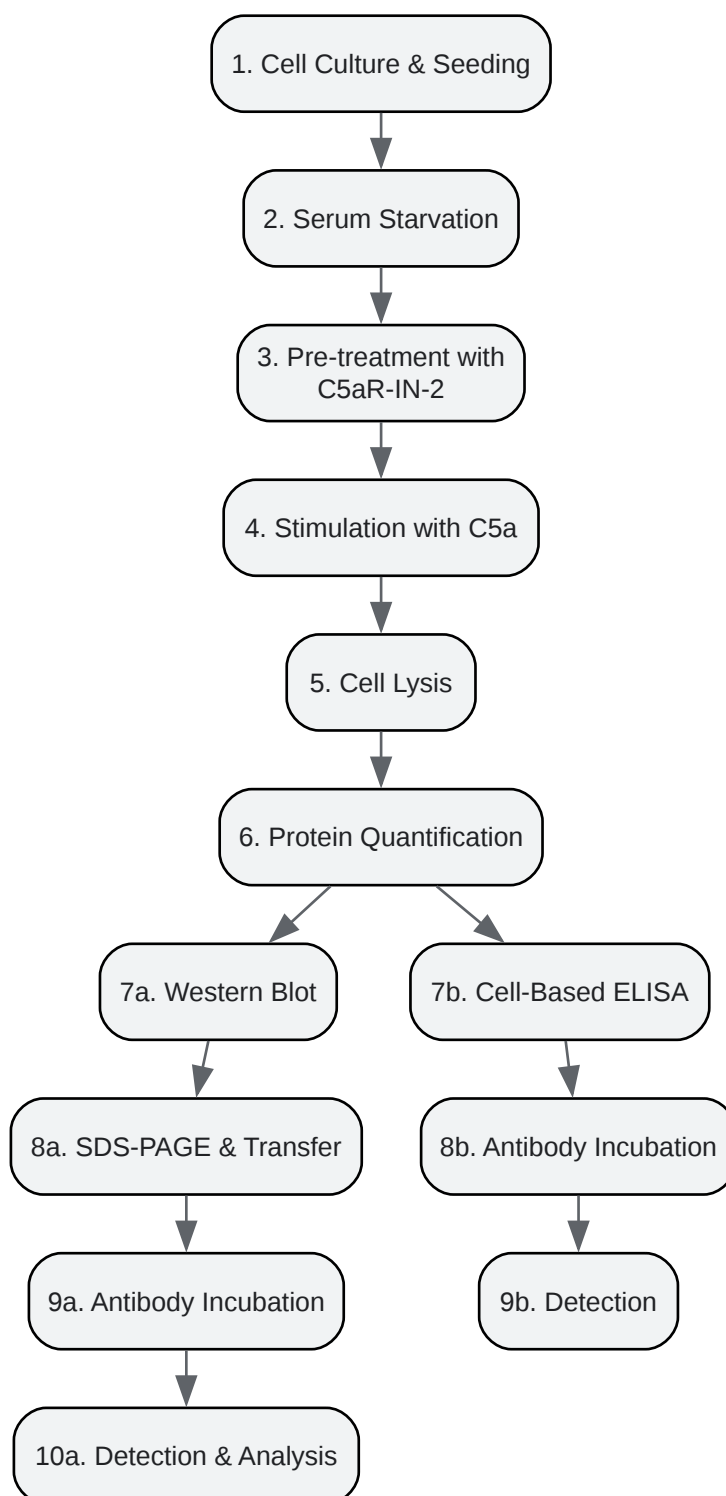 1. Cell Culture & Seeding
2. Serum Starvation
3. Pre-treatment with
C5aR-IN-2
4. Stimulation with C5a
5. Cell Lysis
6. Protein Quantification
7a. Western Blot
7b. Cell-Based ELISA
8a. SDS-PAGE & Transfer
8b. Antibody Incubation
9a. Antibody Incubation
9b. Detection
10a. Detection & Analysis